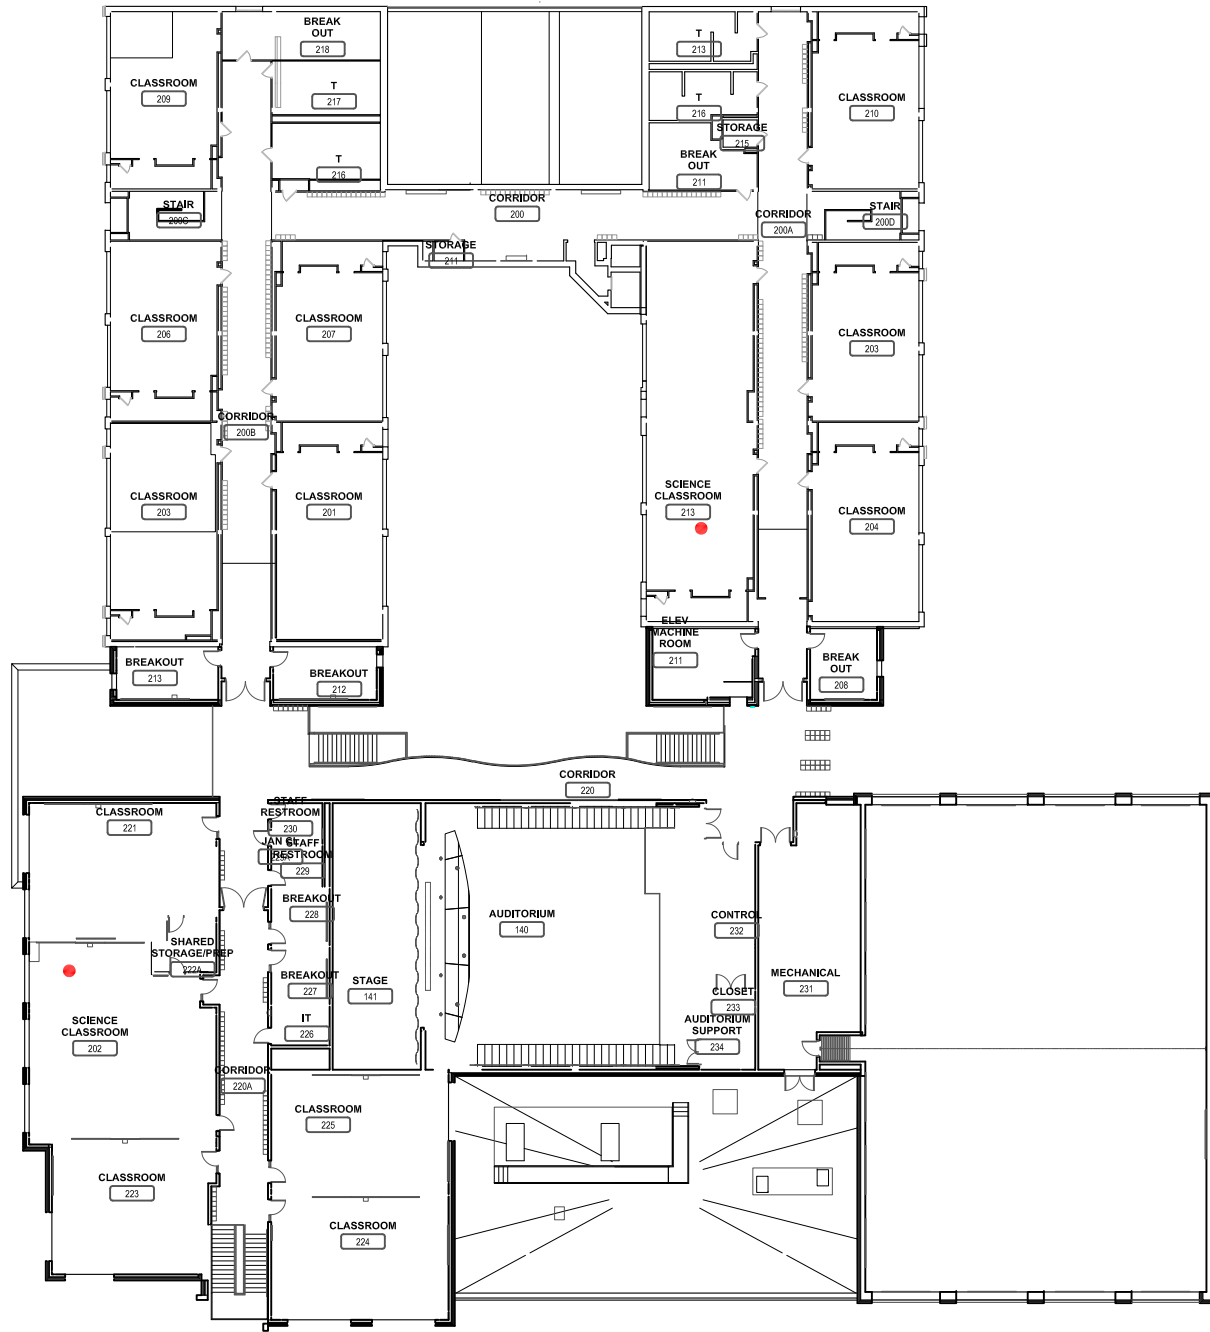 BREAK
OUT
218
T
213
CLASSROOM
209
T
217
CLASSROOM
210
T
216
STORAGE
215
BREAK
OUT
211
T
216
CORRIDOR
200
STAIR
200C
CORRIDOR
200A
STAIR
200D
STORAGE
211
CLASSROOM
206
CLASSROOM
207
CLASSROOM
203
CORRIDOR
200B
CLASSROOM
203
CLASSROOM
201
SCIENCE
CLASSROOM
213
CLASSROOM
204
ELEV
MACHINE
ROOM
211
BREAKOUT
213
BREAKOUT
212
BREAK
OUT
208
CORRIDOR
220
CLASSROOM
221
STAFF
RESTROOM
230
JAN CL
STAFF
RESTROOM
229
BREAKOUT
228
AUDITORIUM
140
CONTROL
232
SHARED
STORAGE/PREP
222A
BREAKOUT
227
STAGE
141
MECHANICAL
231
CLOSET
233
SCIENCE
CLASSROOM
202
IT
226
AUDITORIUM
SUPPORT
234
CORRIDOR
220A
CLASSROOM
225
CLASSROOM
223
CLASSROOM
224